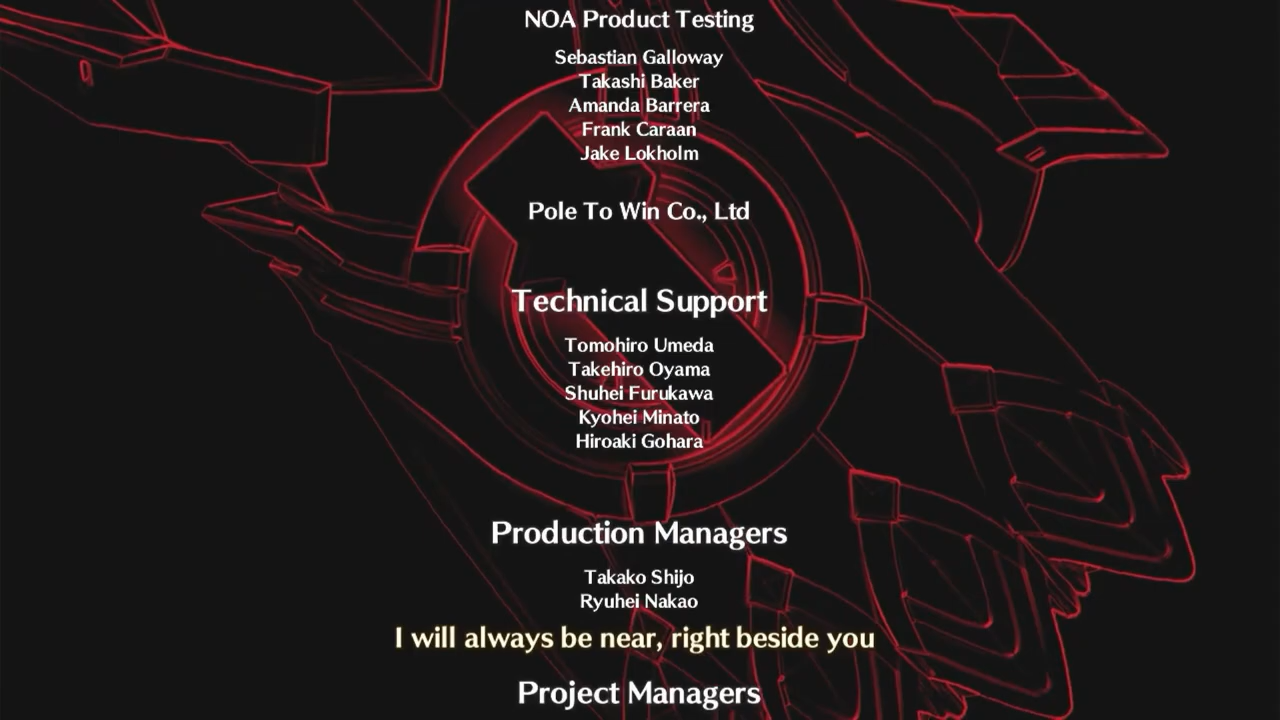 NOA Product Testing
Sebastian Galloway
Takashi Baker
Amanda Barrera
Frank Caraan
Jake Lokholm
Pole To Win Co., Ltd
Technical Support
Tomohiro Umeda
Takehiro Oyama
Shuhei Furukawa
Kyohei Minato
Hiroaki Gohara
Production Managers
Takako Shijo
Ryuhei Nakao
I will always be near, right beside you
Project Managers